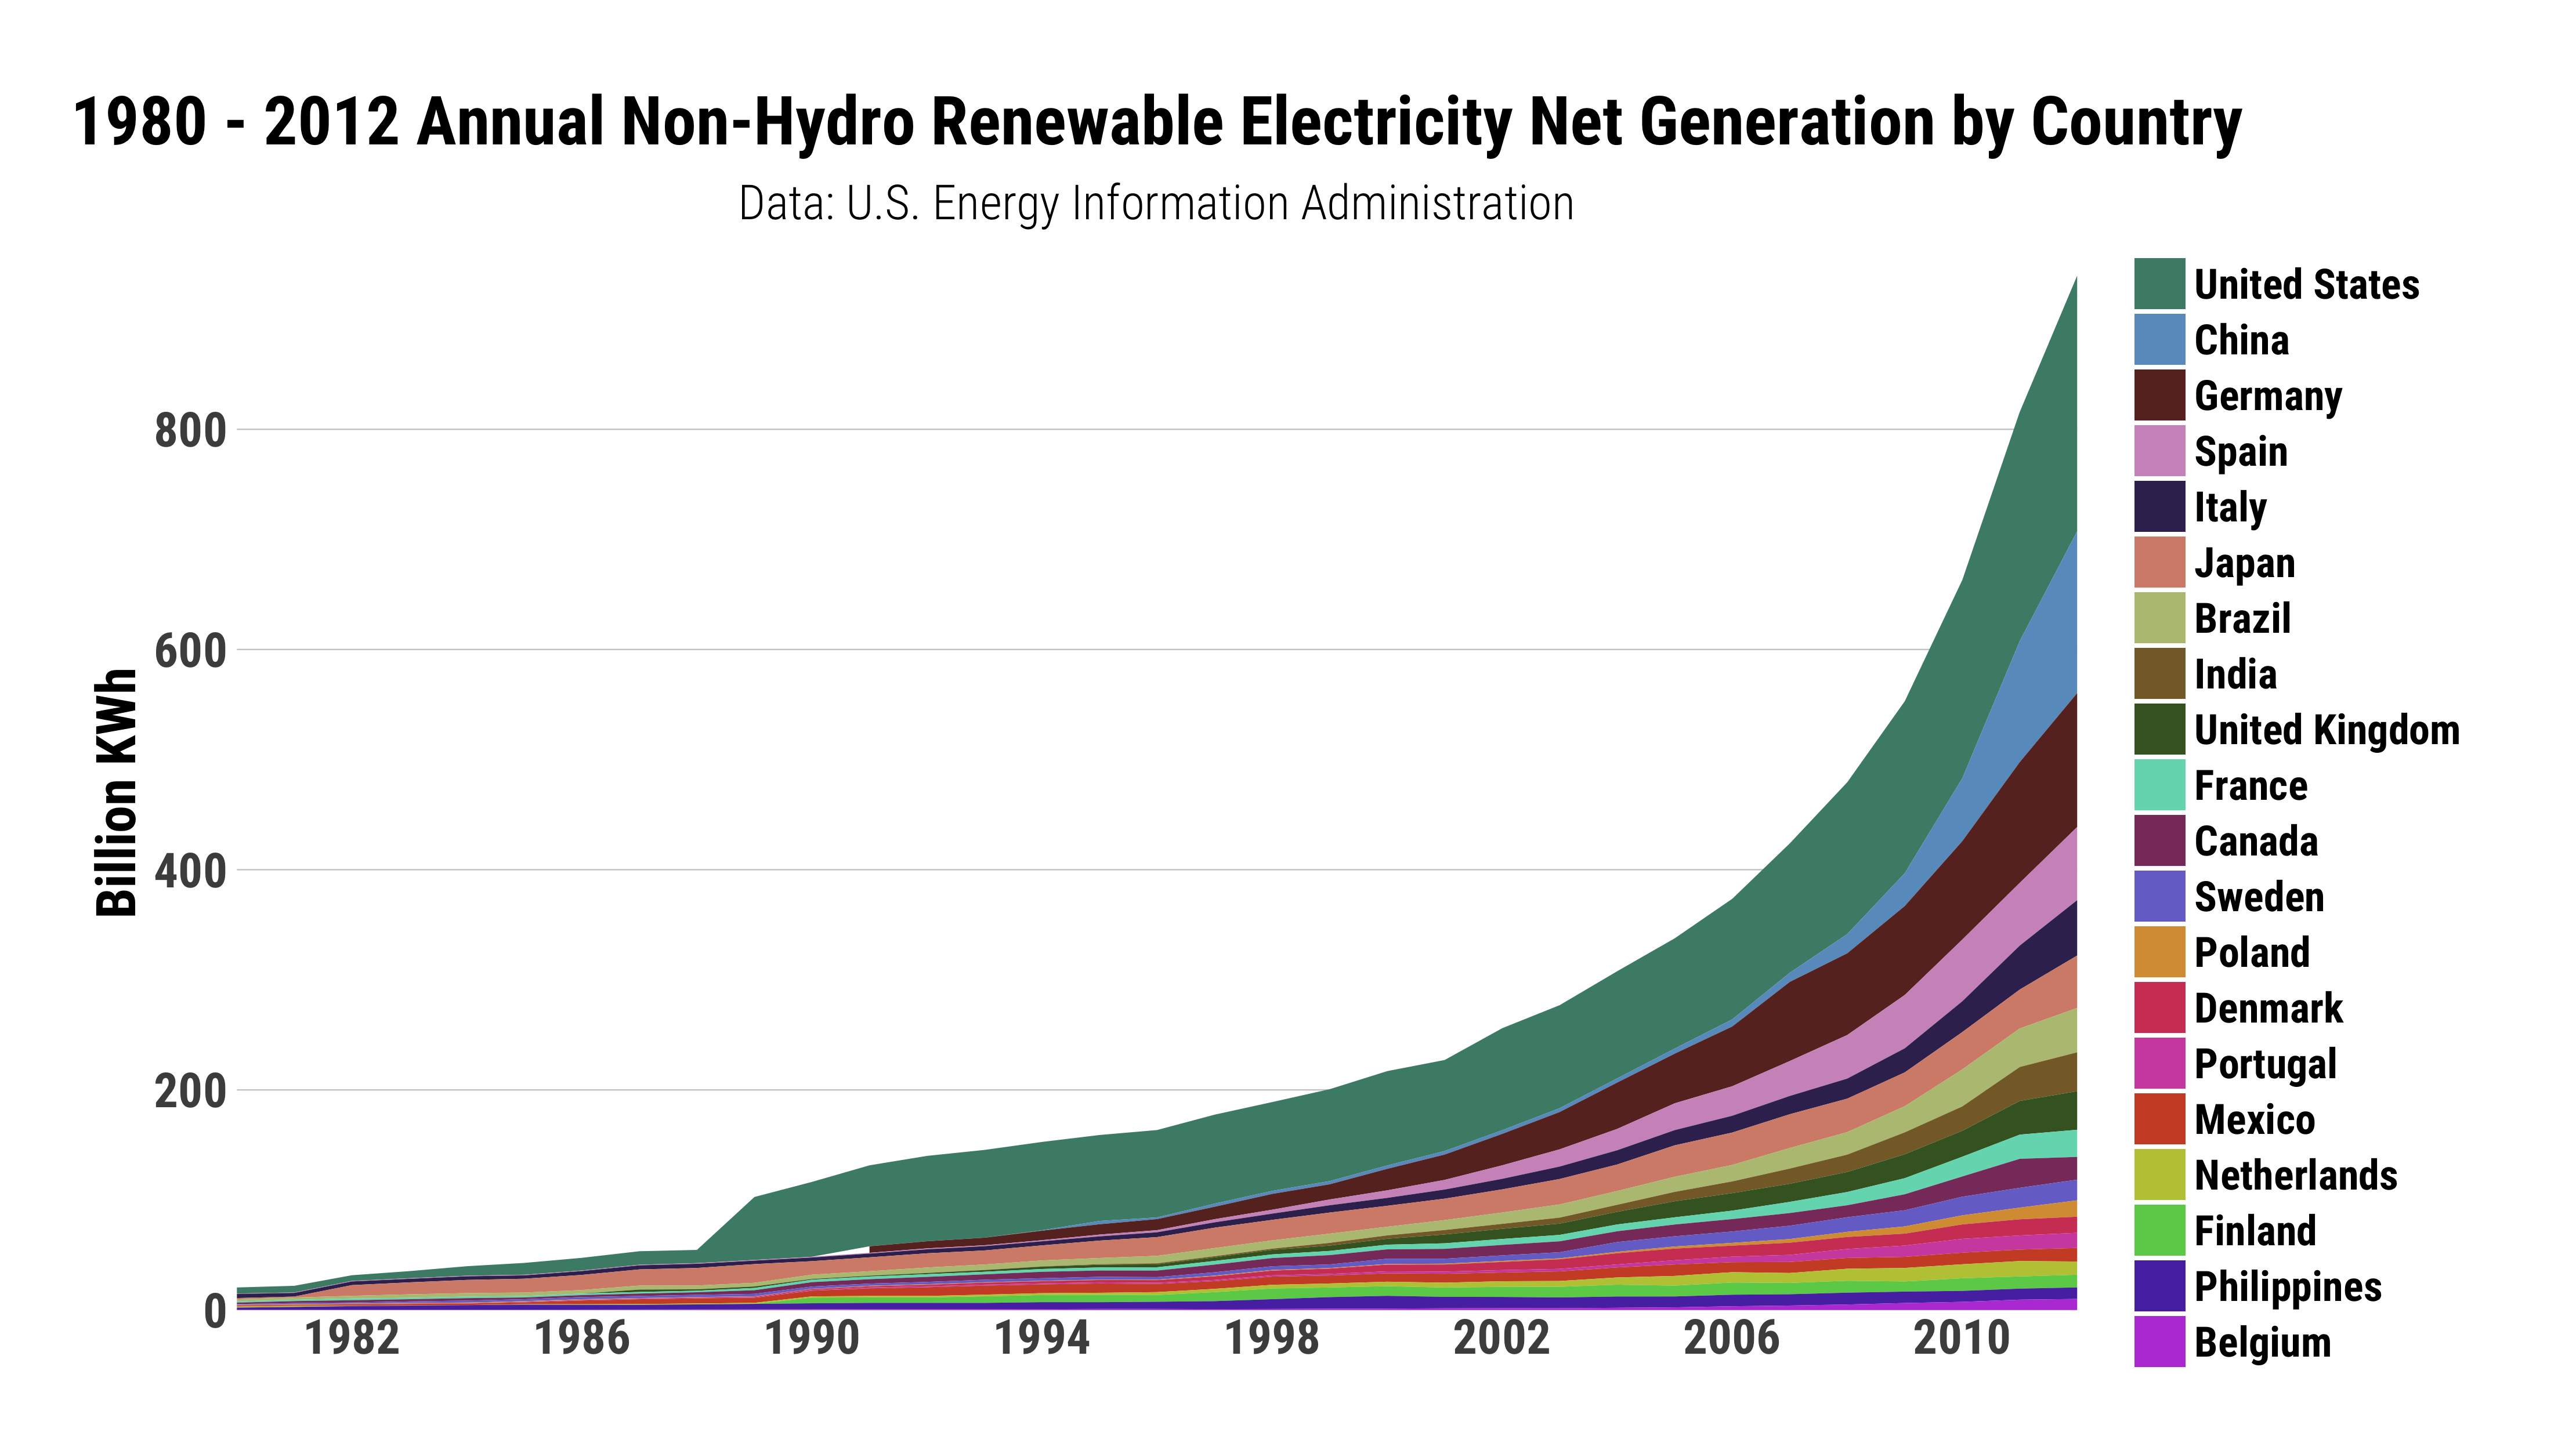 1980 - 2012 Annual Non-Hydro Renewable Electricity Net Generation by Country
Data: U.S. Energy Information Administration
Billion KWh
800
600
400
200
0
1982 1986 1990 1994 1998 2002 2006 2010
United States
China
Germany
Spain
Italy
Japan
Brazil
India
United Kingdom
France
Canada
Sweden
Poland
Denmark
Portugal
Mexico
Netherlands
Finland
Philippines
Belgium